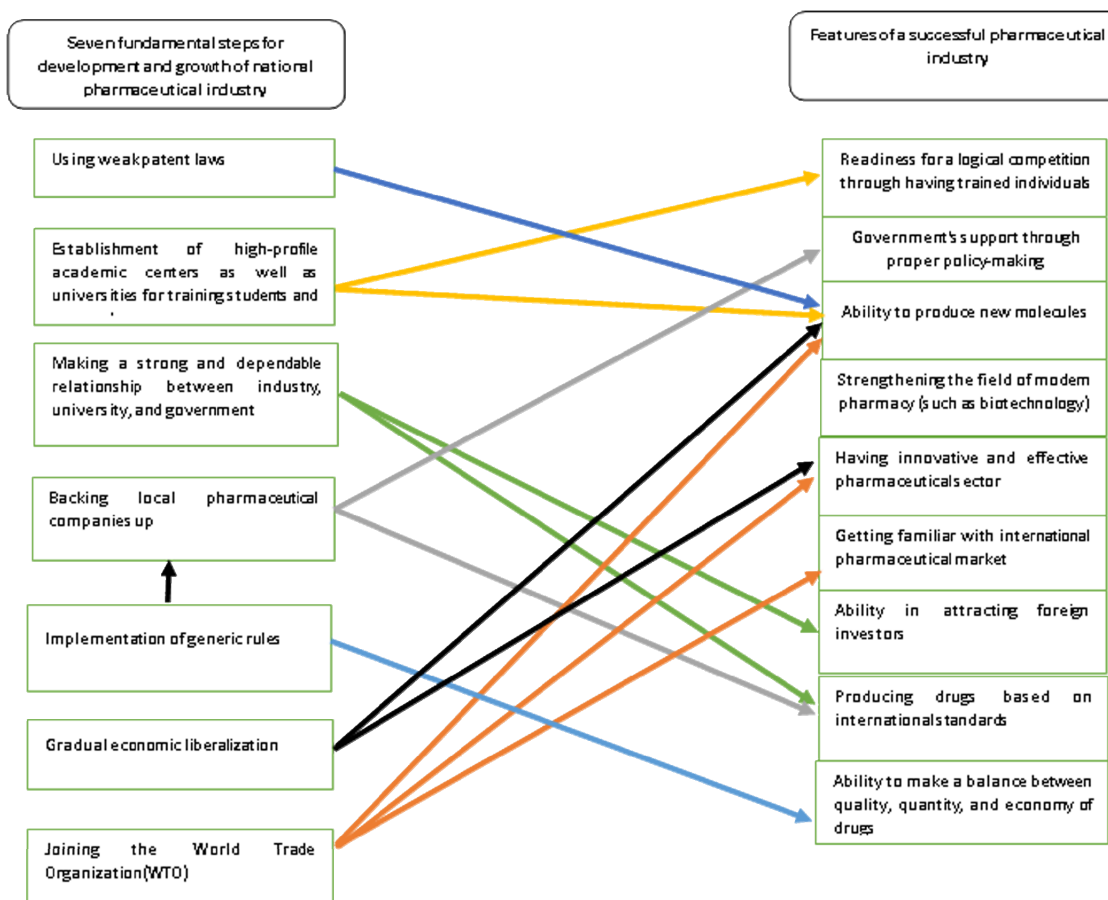 Seven fundamental steps for
development and growth of national
pharmaceutical industry
Using weak patent laws
Establishment of high-profile
academic centers as well as
universities for training students and
Making a strong and dependable
relationship between industry,
university, and government
Backing local pharmaceutical
companies up
Implementation of generic rules
Gradual economic liberalization
Joining the World Trade
Organization(WTO)
Features of a successful pharmaceutical
industry
Readiness for a logical competition
through having trained individuals
Government's support through
proper policy-making
Ability to produce new molecules
Strengthening the field of modern
pharmacy (such as biotechnology)
Having innovative and effective
pharmaceutical sector
Getting familiar with international
pharmaceutical market
Ability in attracting foreign
investors
Producing drugs based on
international standards
Ability to make a balance between
quality, quantity, and economy of
drugs